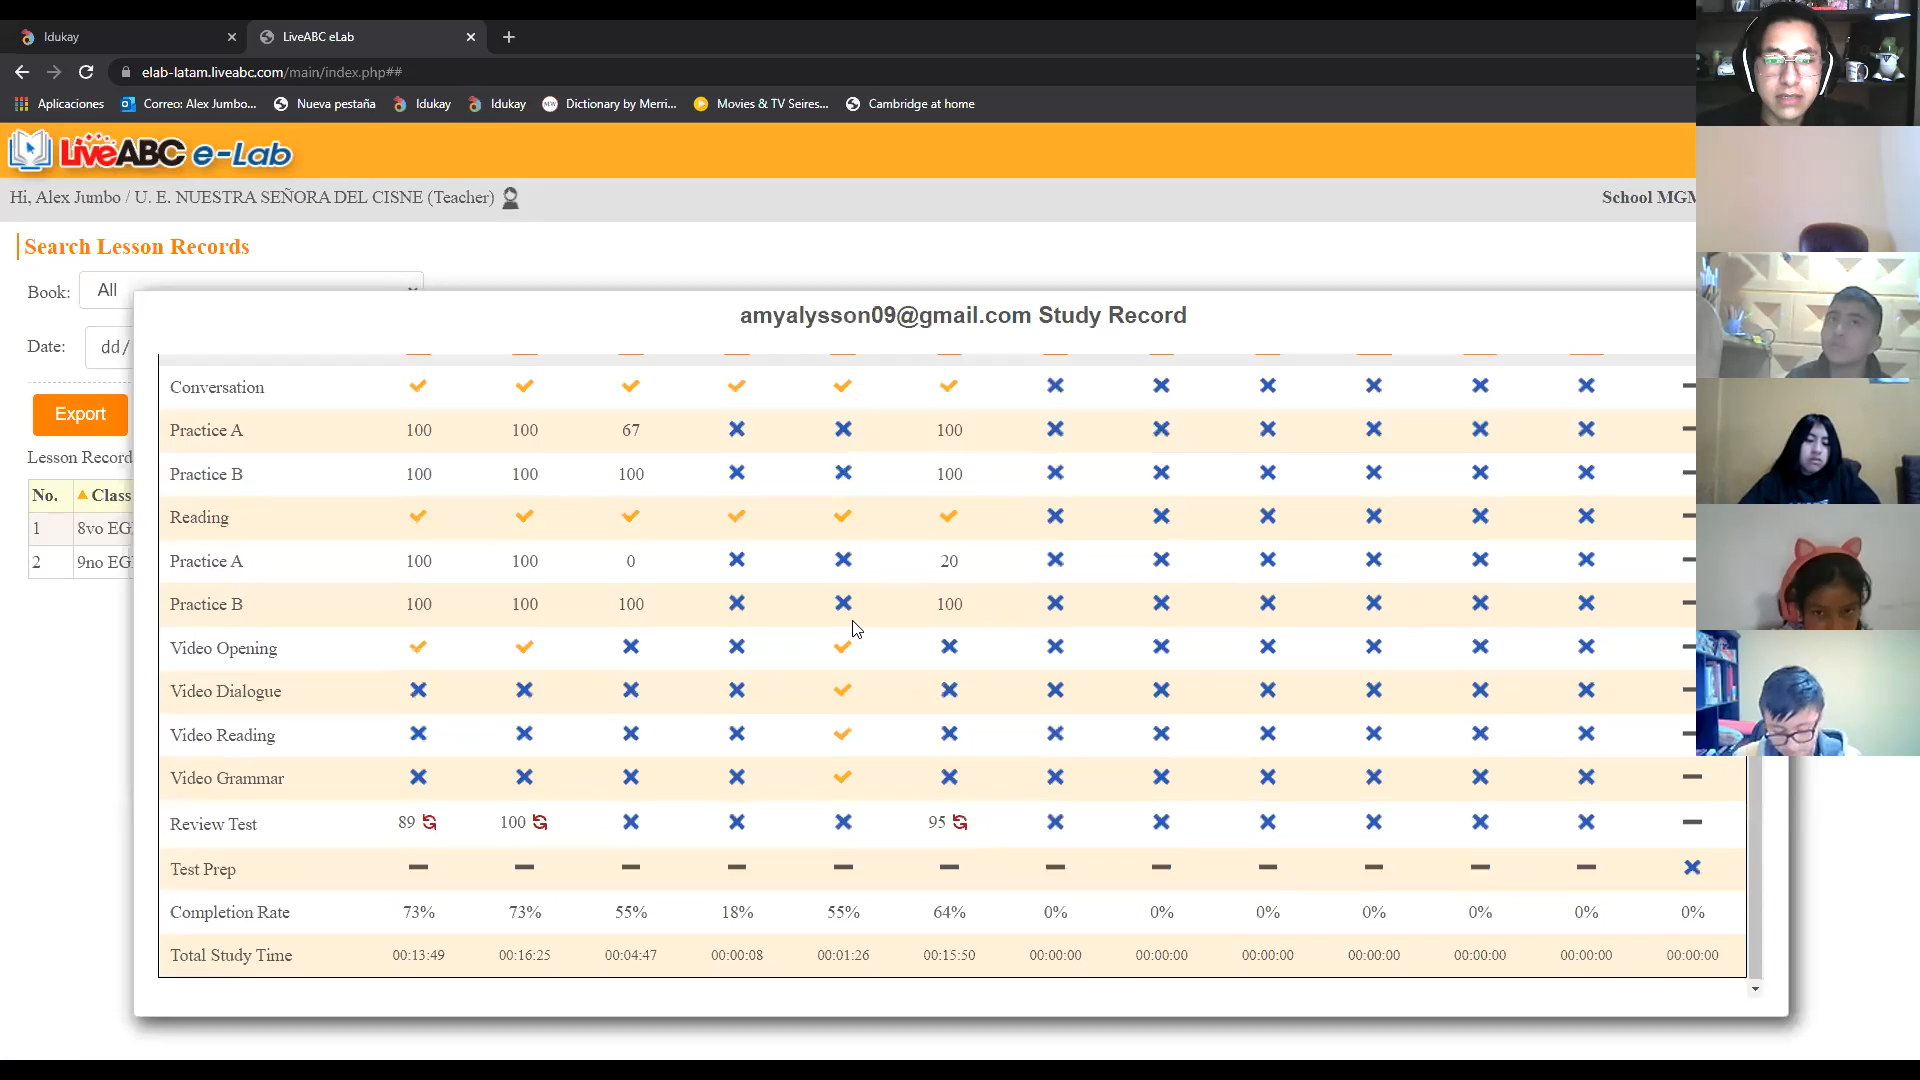 Idukay
LiveABC eLab
elab-latam.liveabc.com/main/index.php##
Aplicaciones
Correo: Alex Jumbo...
Nueva pestaña
Idukay
Idukay
Dictionary by Merri...
Movies & TV Seires...
Cambridge at home
LiveABC e-Lab
Hi, Alex Jumbo / U. E. NUESTRA SEÑORA DEL CISNE (Teacher)
School MGM
Search Lesson Records
Book: All
Date: dd/
Export
Lesson Record
No. Class
1 8vo EG
2 9no EG
amyalysson09@gmail.com Study Record
Conversation
Practice A 100 100 67 100
Practice B 100 100 100 100
Reading
Practice A 100 100 0 20
Practice B 100 100 100 100
Video Opening
Video Dialogue
Video Reading
Video Grammar
Review Test 89 100 95
Test Prep
Completion Rate 73% 73% 55% 18% 55% 64% 0% 0% 0% 0% 0% 0% 0%
Total Study Time 00:13:49 00:16:25 00:04:47 00:00:08 00:01:26 00:15:50 00:00:00 00:00:00 00:00:00 00:00:00 00:00:00 00:00:00 00:00:00